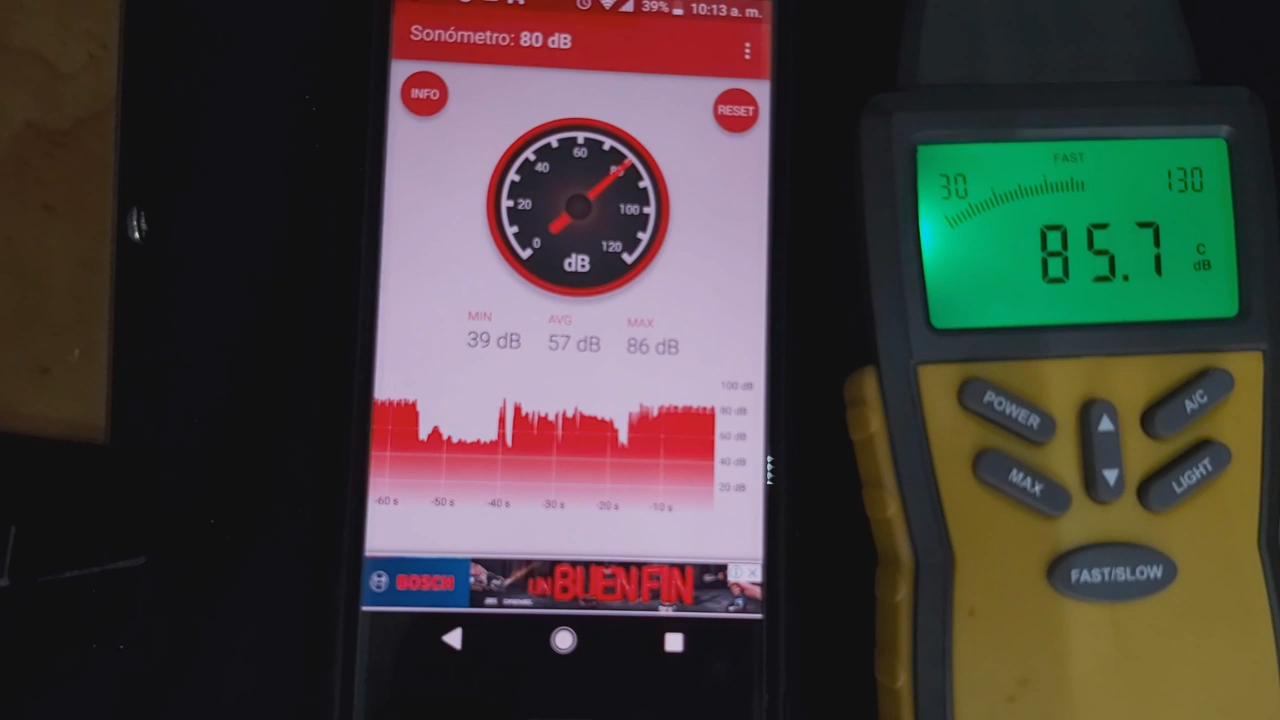 39% 10:13 a. m.
Sonómetro: 80 dB
INFO
RESET
0
20
40
60
80
100
120
dB
MIN AVG MAX
39 dB 57 dB 86 dB
100 dB
80 dB
60 dB
40 dB
20 dB
-60 s -50 s -40 s -30 s -20 s -10 s
BOSCH
UN BUEN FIN
FAST
30 130
85.7 C
dB
POWER
A/C
MAX
LIGHT
FAST/SLOW